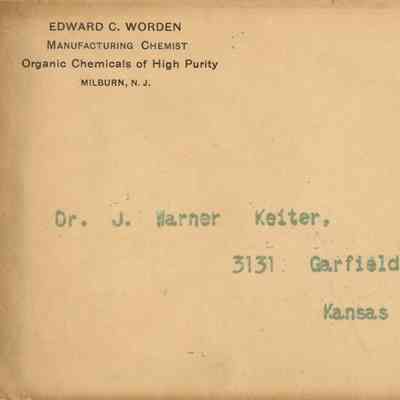 EDWARD C. WORDEN
MANUFACTURING CHEMIST
Organic Chemicals of High Purity
MILBURN, N. J.
Dr. J. Warner Keiter,
3131 Garfield
Kansas